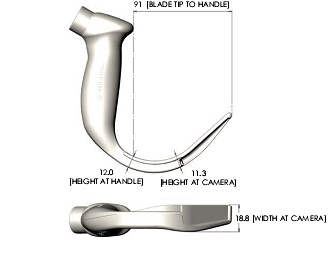 91 [BLADE TIP TO HANDLE]
12.0
[HEIGHT AT HANDLE]
11.3
[HEIGHT AT CAMERA]
18.8 [WIDTH AT CAMERA]